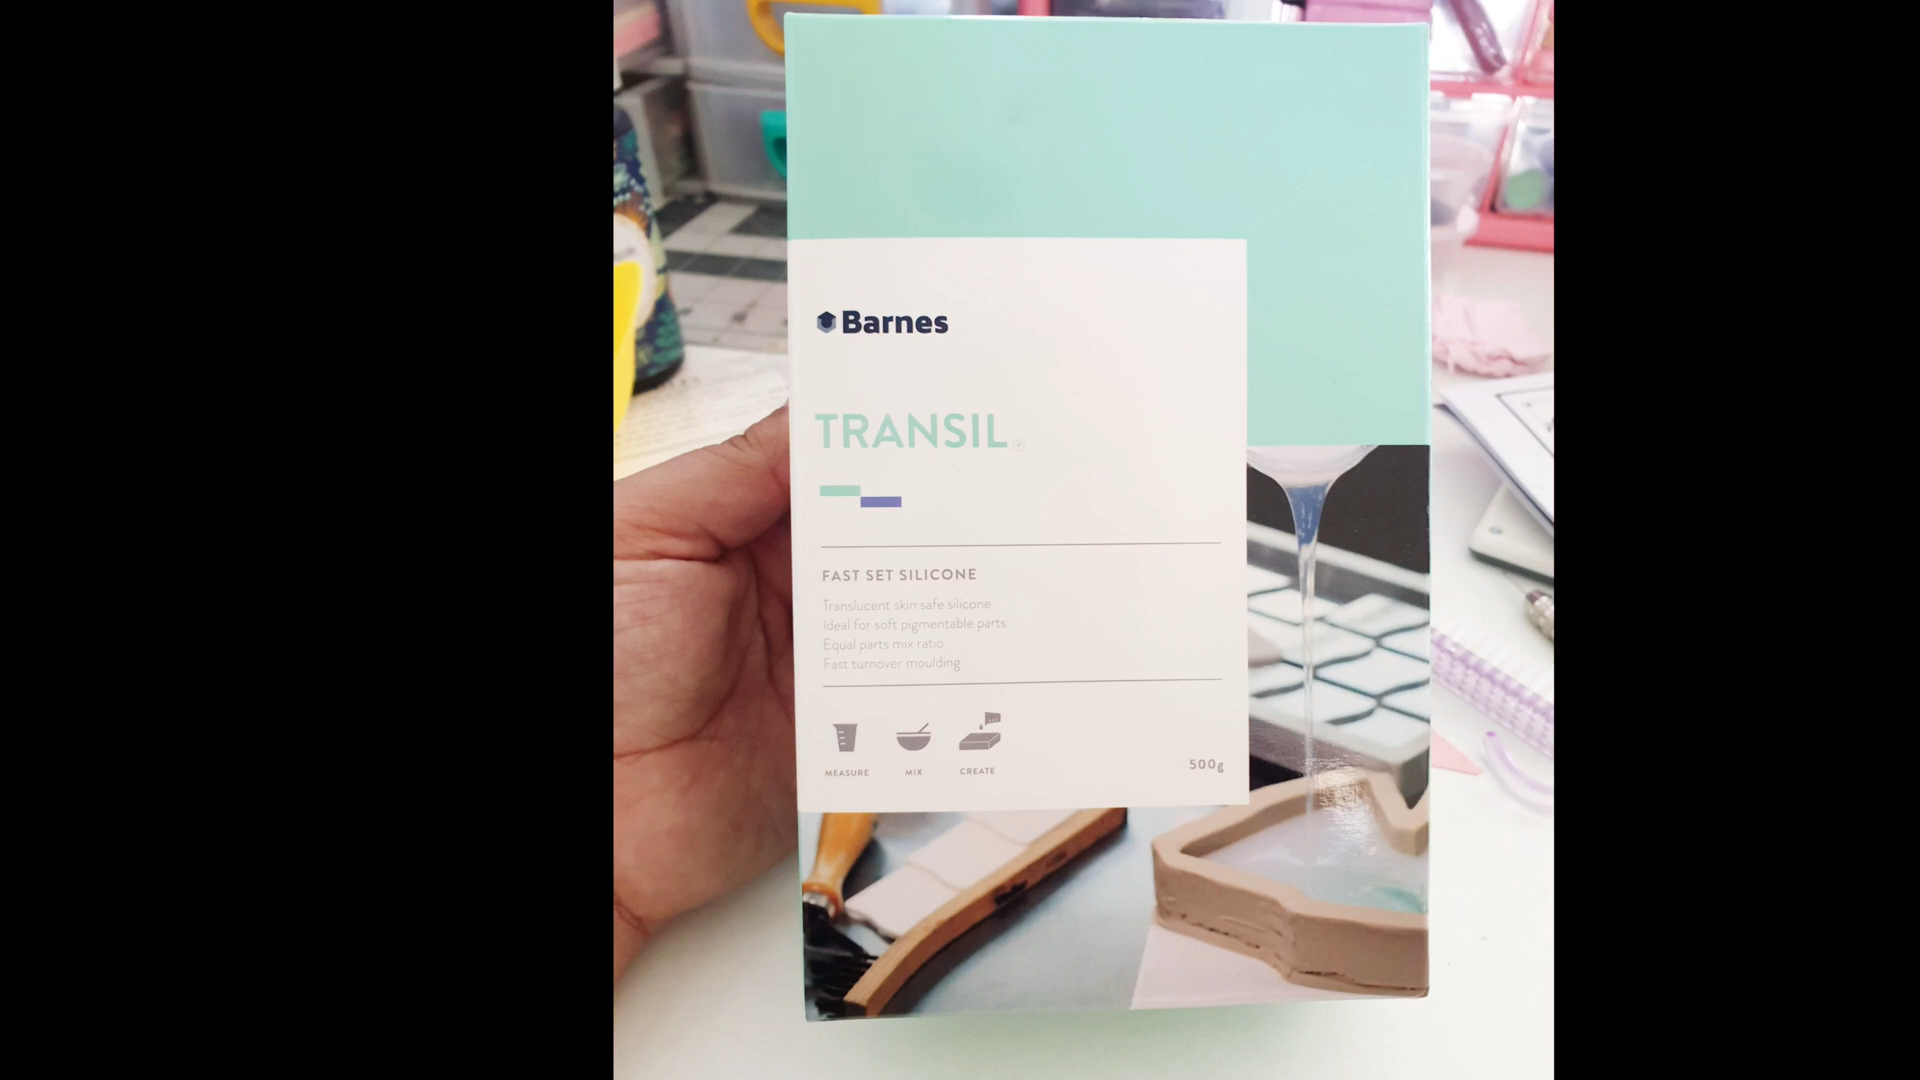 Barnes
TRANSIL
FAST SET SILICONE
Translucent skin safe silicone
Ideal for soft pigmentable parts
Equal parts mix ratio
Fast turnover moulding
MEASURE
MIX
CREATE
500g